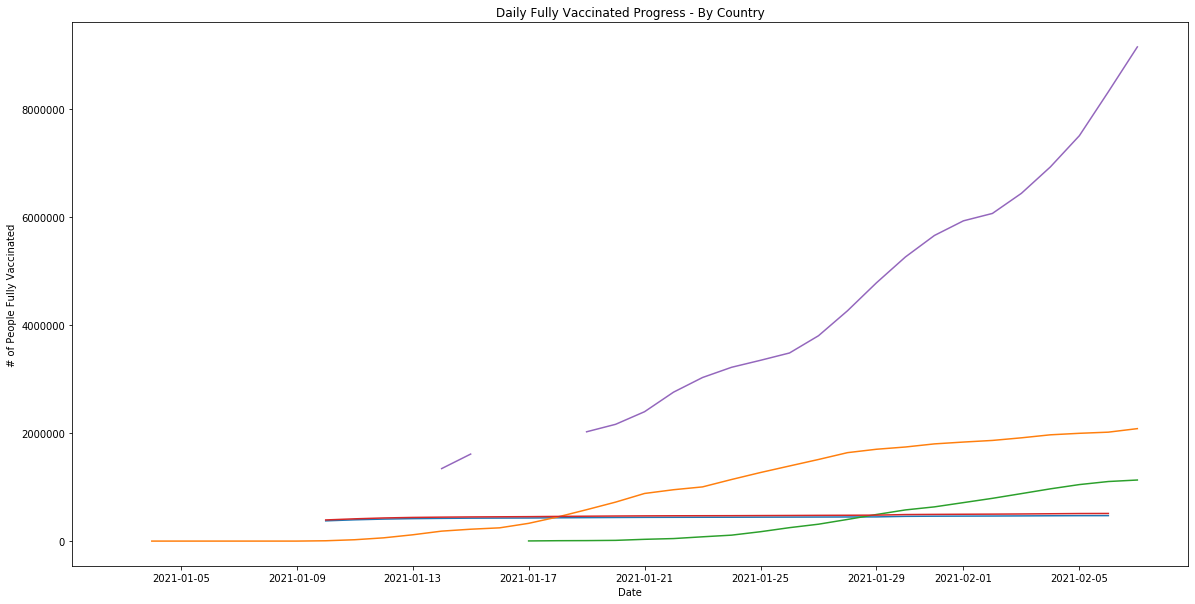 Daily Fully Vaccinated Progress - By Country
# of People Fully Vaccinated
8000000
6000000
4000000
2000000
0
2021-01-05 2021-01-09 2021-01-13 2021-01-17 2021-01-21 2021-01-25 2021-01-29 2021-02-01 2021-02-05
Date